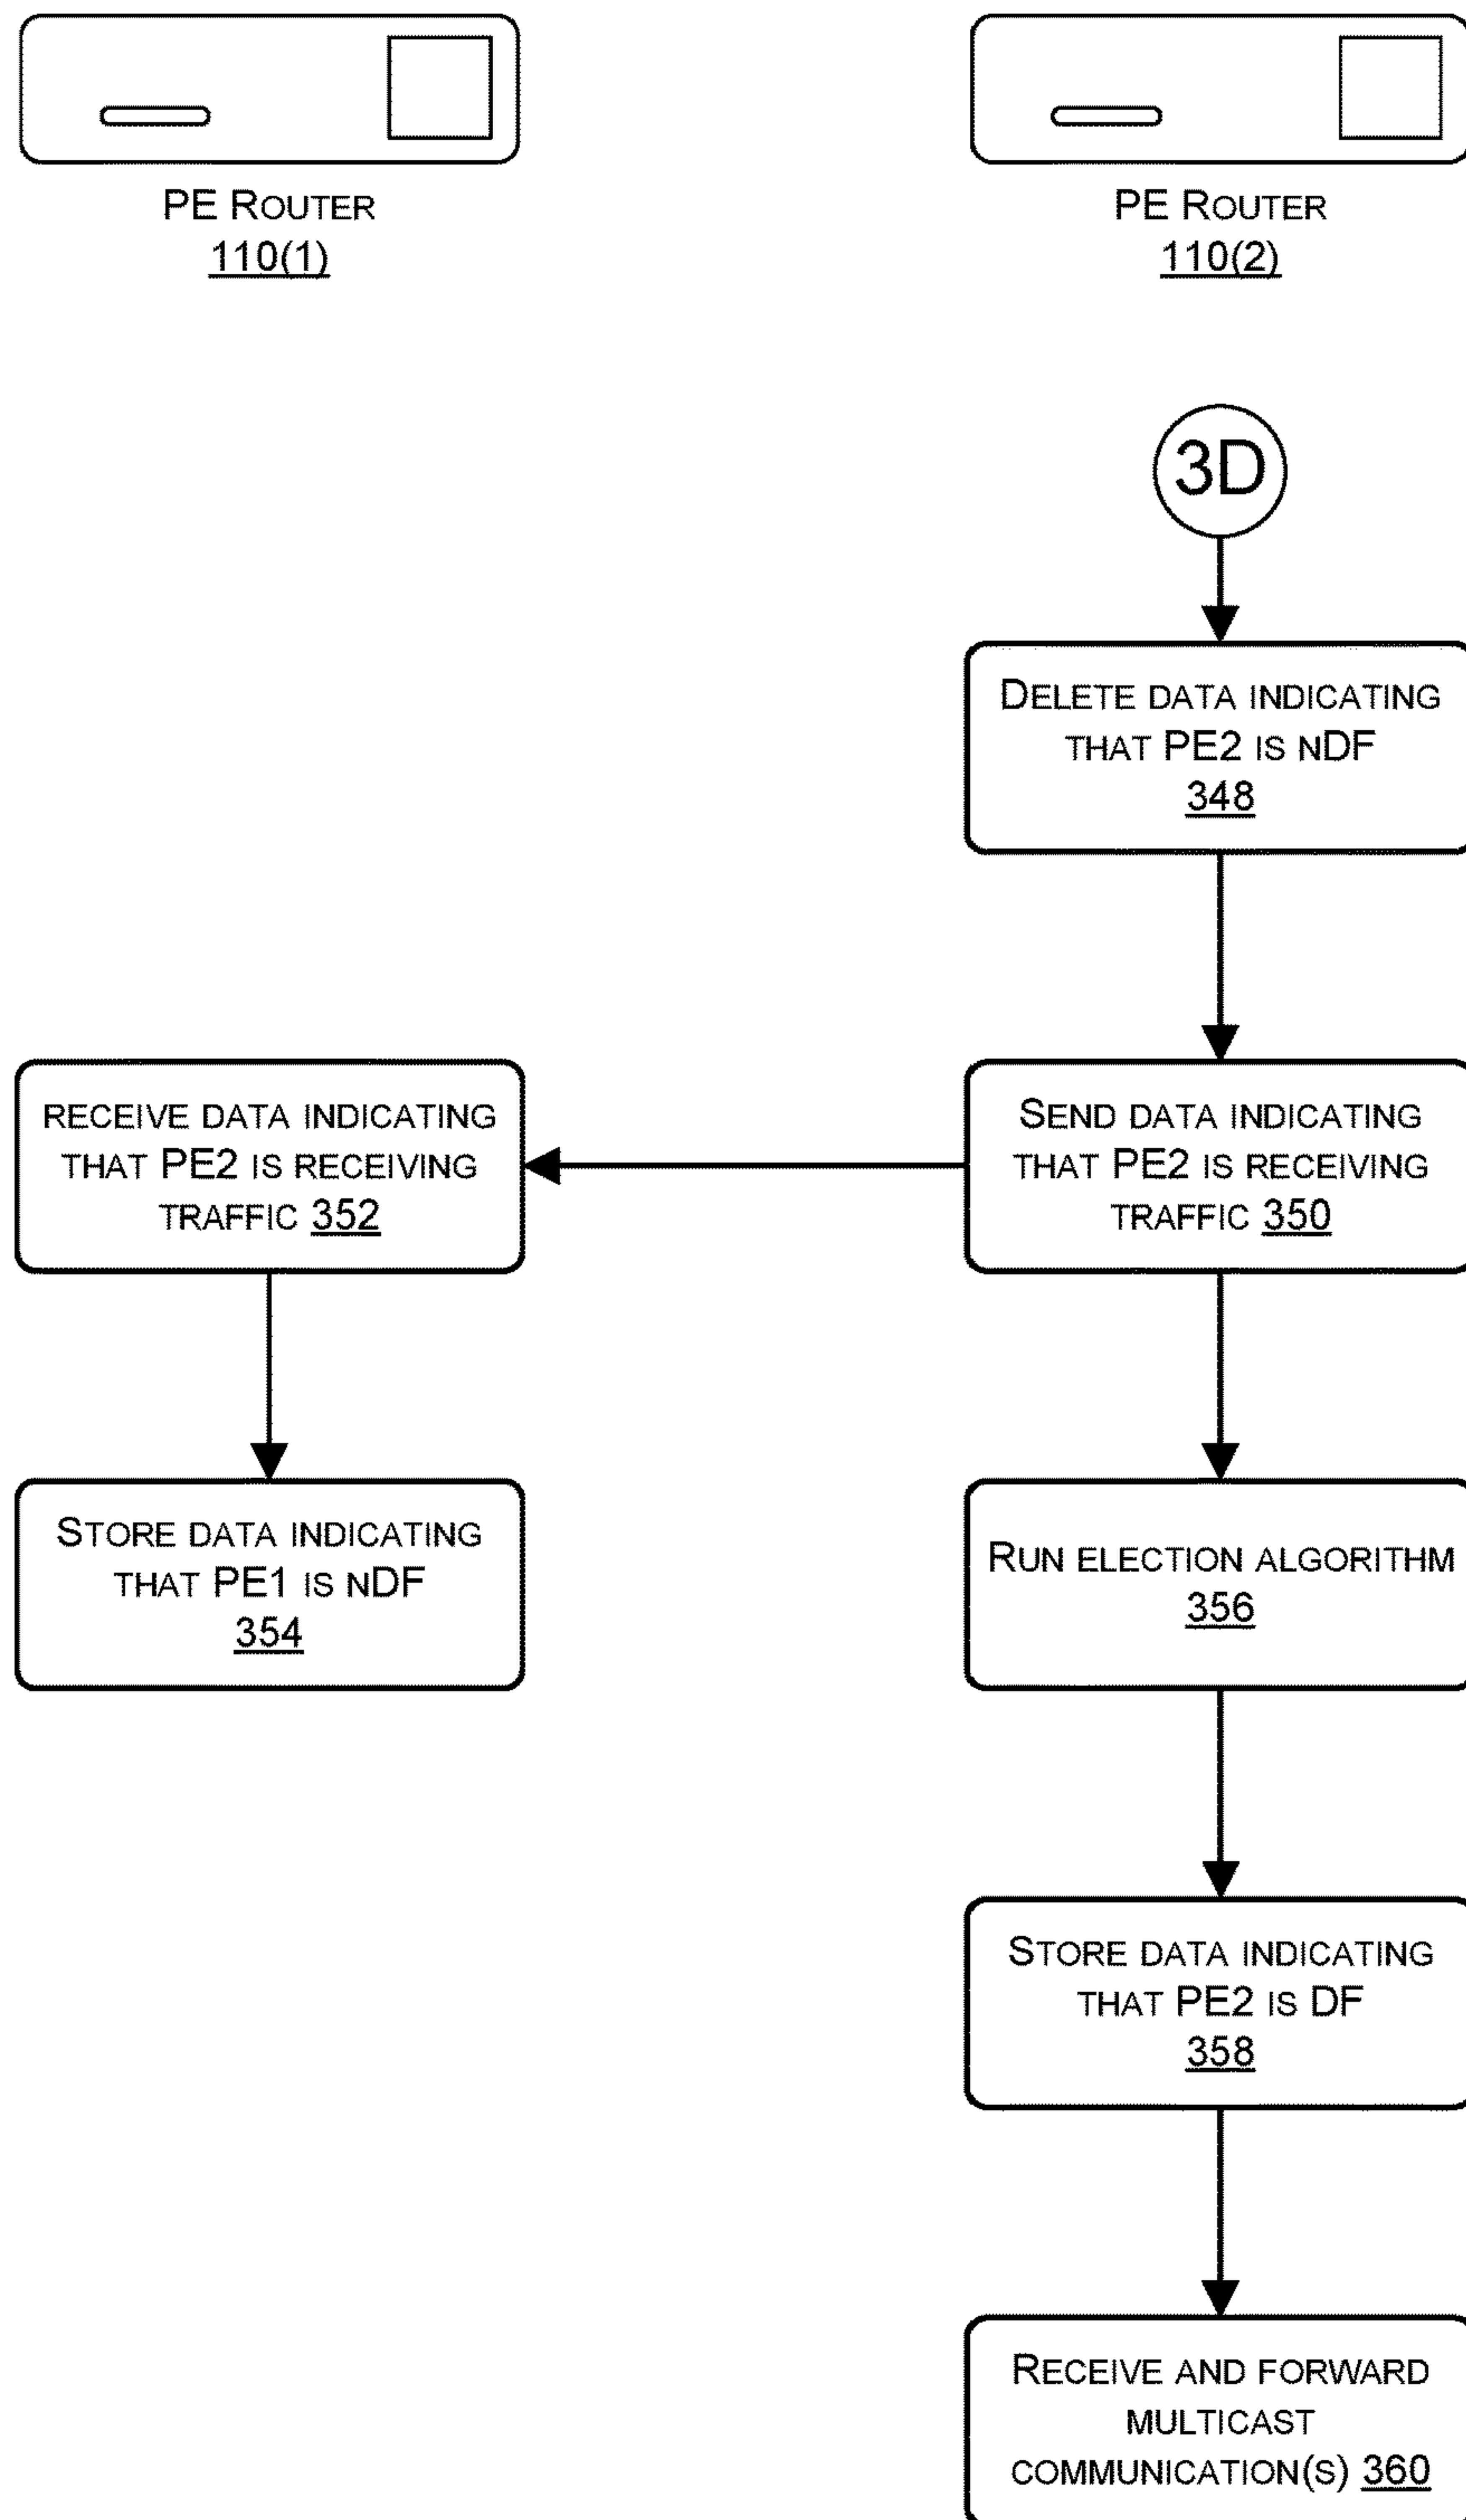 PE ROUTER
110(1)
PE ROUTER
110(2)
3D
DELETE DATA INDICATING
THAT PE2 IS NDF
348
RECEIVE DATA INDICATING
THAT PE2 IS RECEIVING
TRAFFIC 352
SEND DATA INDICATING
THAT PE2 IS RECEIVING
TRAFFIC 350
STORE DATA INDICATING
THAT PE1 IS NDF
354
RUN ELECTION ALGORITHM
356
STORE DATA INDICATING
THAT PE2 IS DF
358
RECEIVE AND FORWARD
MULTICAST
COMMUNICATION(S) 360